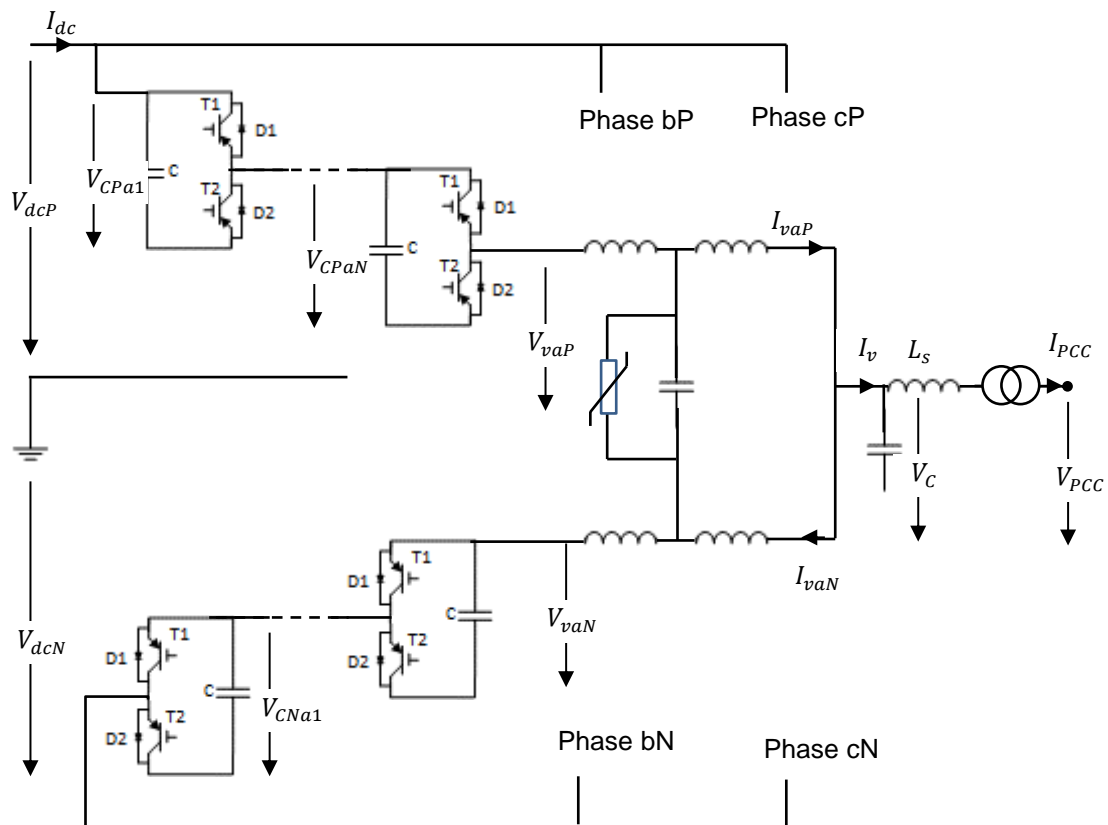 I_dc
Phase bP
Phase cP
T1
D1
V_CPa1
C
T2
D2
V_dcP
T1
D1
V_CPaN
C
T2
D2
I_vaP
V_vaP
I_v
L_s
I_PCC
V_C
V_PCC
T1
D1
C
T2
D2
I_vaN
V_vaN
V_dcN
T1
D1
C
V_CNa1
T2
D2
Phase bN
Phase cN